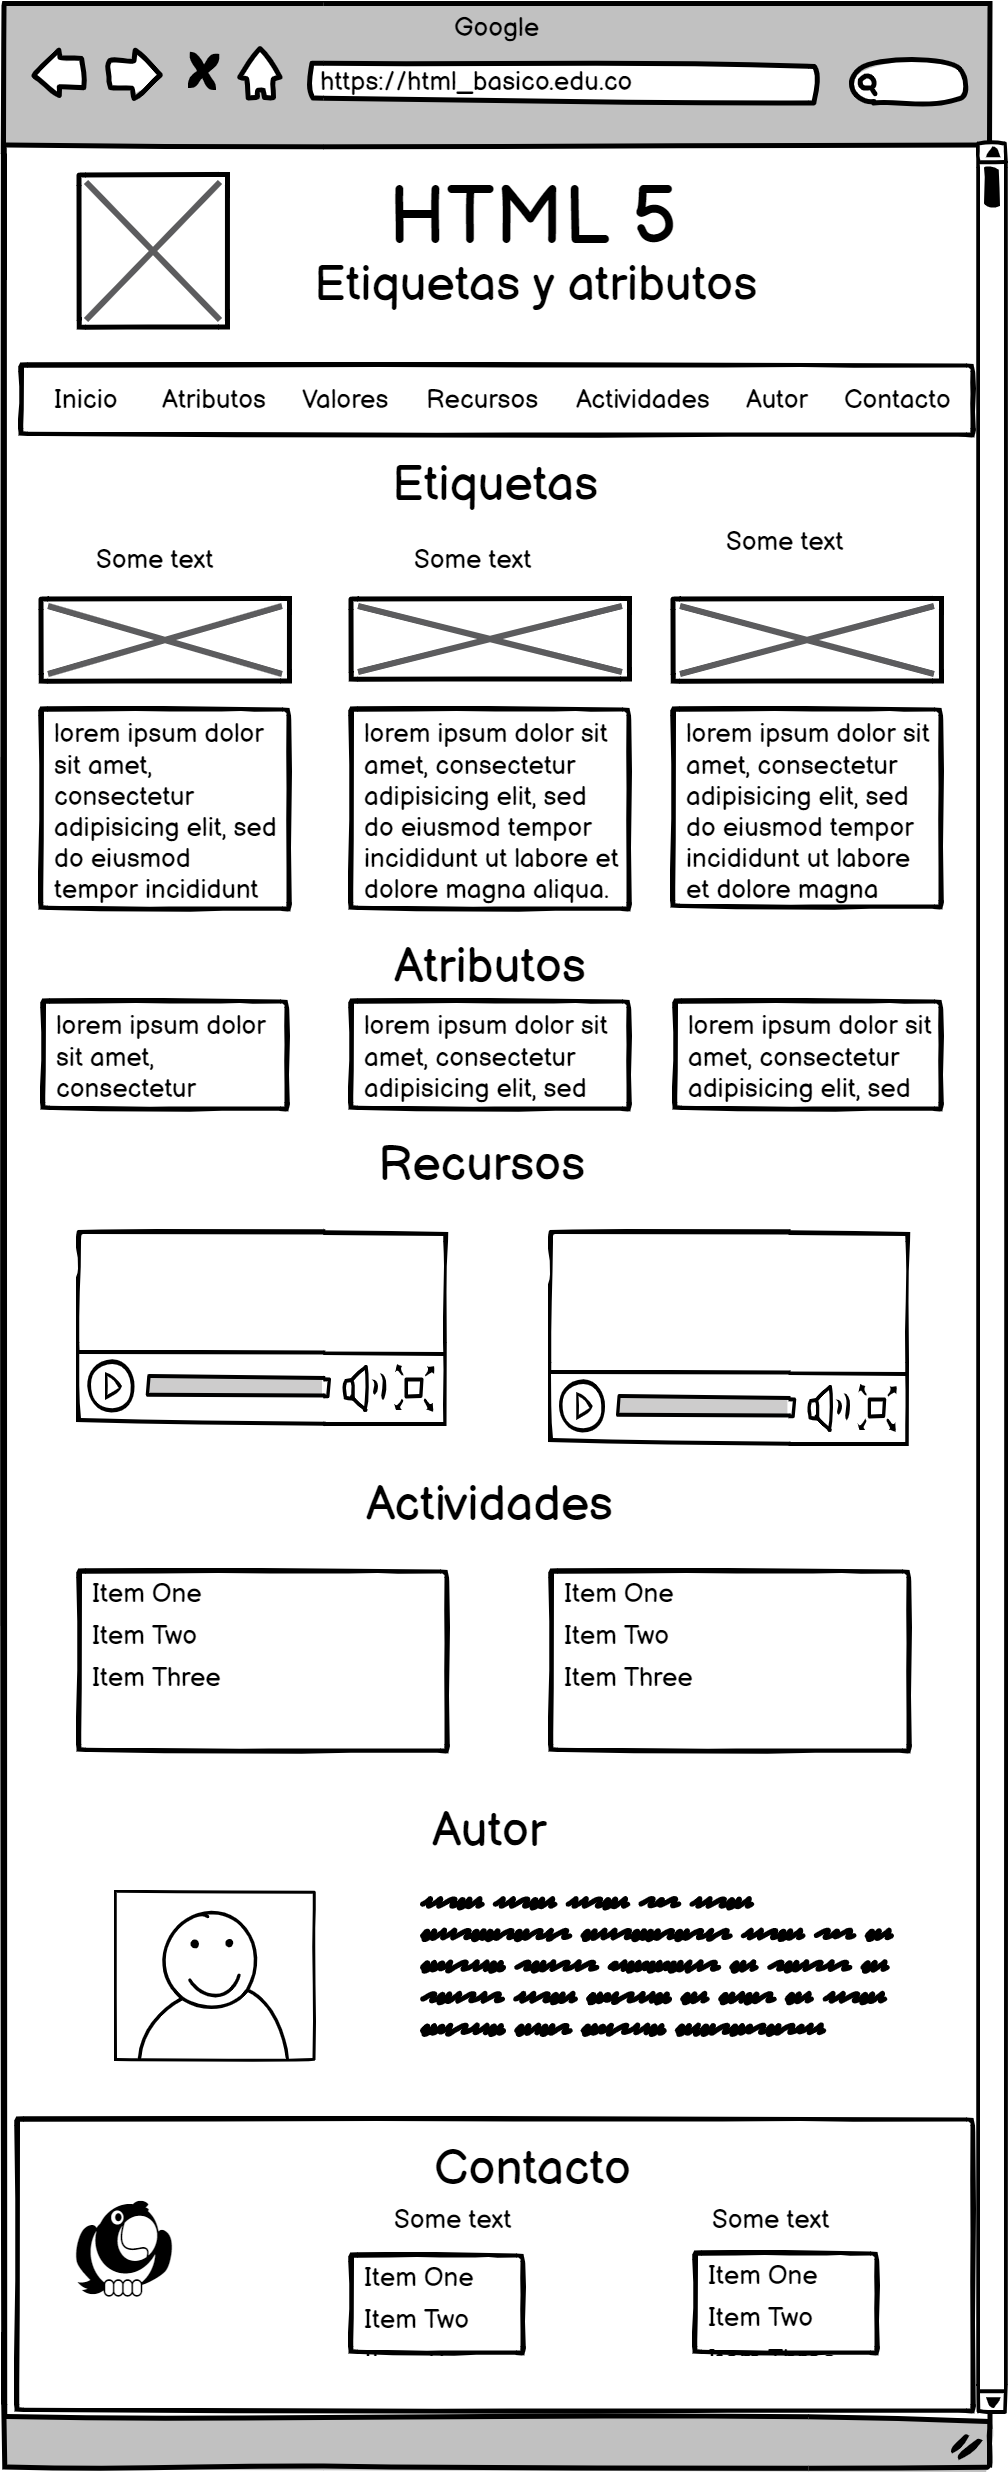 Google
https://html_basico.edu.co
HTML 5
Etiquetas y atributos
Inicio Atributos Valores Recursos Actividades Autor Contacto
Etiquetas
Some text
Some text
Some text
lorem ipsum dolor
sit amet,
consectetur
adipisicing elit, sed
do eiusmod
tempor incididunt
lorem ipsum dolor sit
amet, consectetur
adipisicing elit, sed
do eiusmod tempor
incididunt ut labore et
dolore magna aliqua.
lorem ipsum dolor sit
amet, consectetur
adipisicing elit, sed
do eiusmod tempor
incididunt ut labore
et dolore magna
Atributos
lorem ipsum dolor
sit amet,
consectetur
lorem ipsum dolor sit
amet, consectetur
adipisicing elit, sed
lorem ipsum dolor sit
amet, consectetur
adipisicing elit, sed
Recursos
Actividades
Item One
Item Two
Item Three
Item One
Item Two
Item Three
Autor
Contacto
Some text
Item One
Item Two
Some text
Item One
Item Two